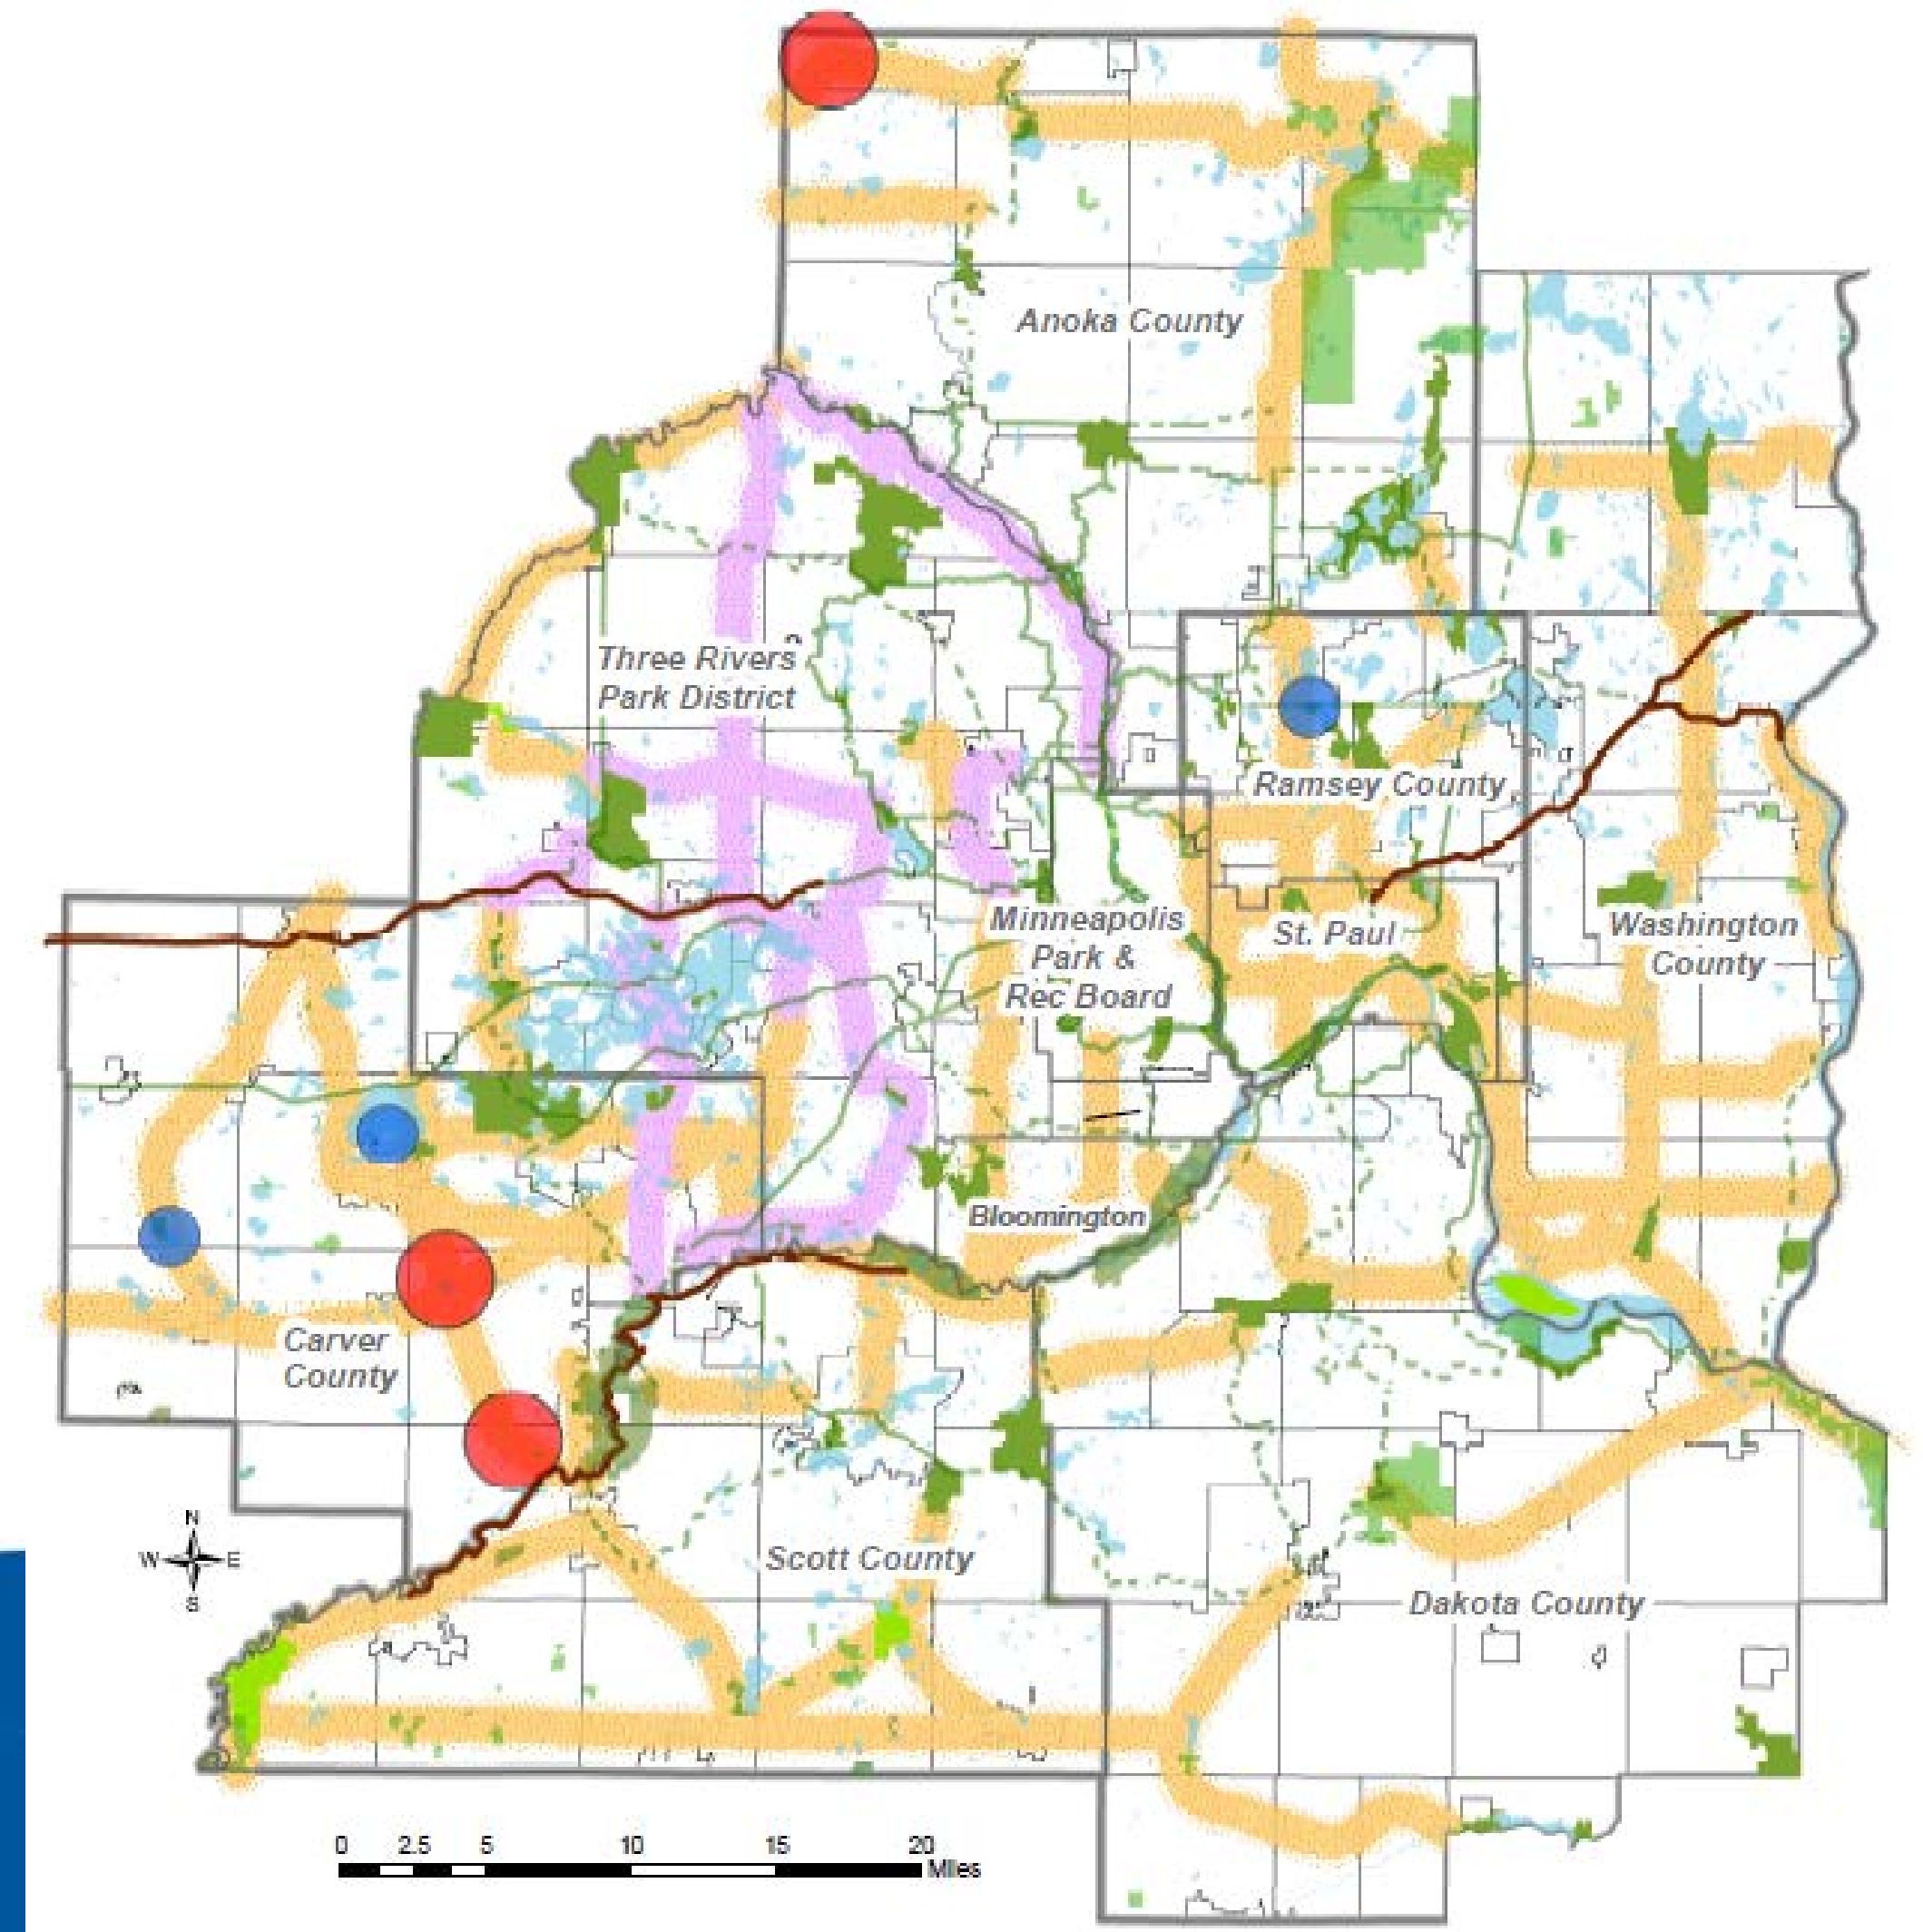 Anoka County
Three Rivers
Park District
Ramsey County
Minneapolis
Park &
Rec Board
St. Paul
Washington
County
Bloomington
Carver
County
Scott County
Dakota County
N
W E
S
0 2.5 5 10 15 20
Miles